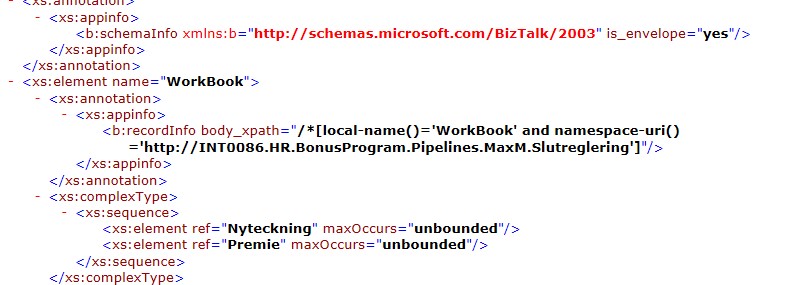 <xs:annotation>
- <xs:appinfo>
<b:schemaInfo xmlns:b="http://schemas.microsoft.com/BizTalk/2003" is_envelope="yes"/>
</xs:appinfo>
</xs:annotation>
- <xs:element name="WorkBook">
- <xs:annotation>
- <xs:appinfo>
<b:recordInfo body_xpath="/*[local-name()='WorkBook' and namespace-uri()
='http://INT0086.HR.BonusProgram.Pipelines.MaxM.Slutreglering']"/>
</xs:appinfo>
</xs:annotation>
- <xs:complexType>
- <xs:sequence>
<xs:element ref="Nyteckning" maxOccurs="unbounded"/>
<xs:element ref="Premie" maxOccurs="unbounded"/>
</xs:sequence>
</xs:complexType>